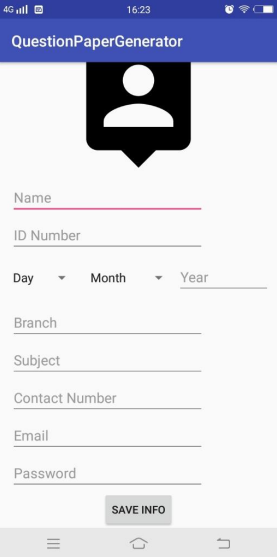 4G 16:23
QuestionPaperGenerator
Name
ID Number
Day Month Year
Branch
Subject
Contact Number
Email
Password
SAVE INFO